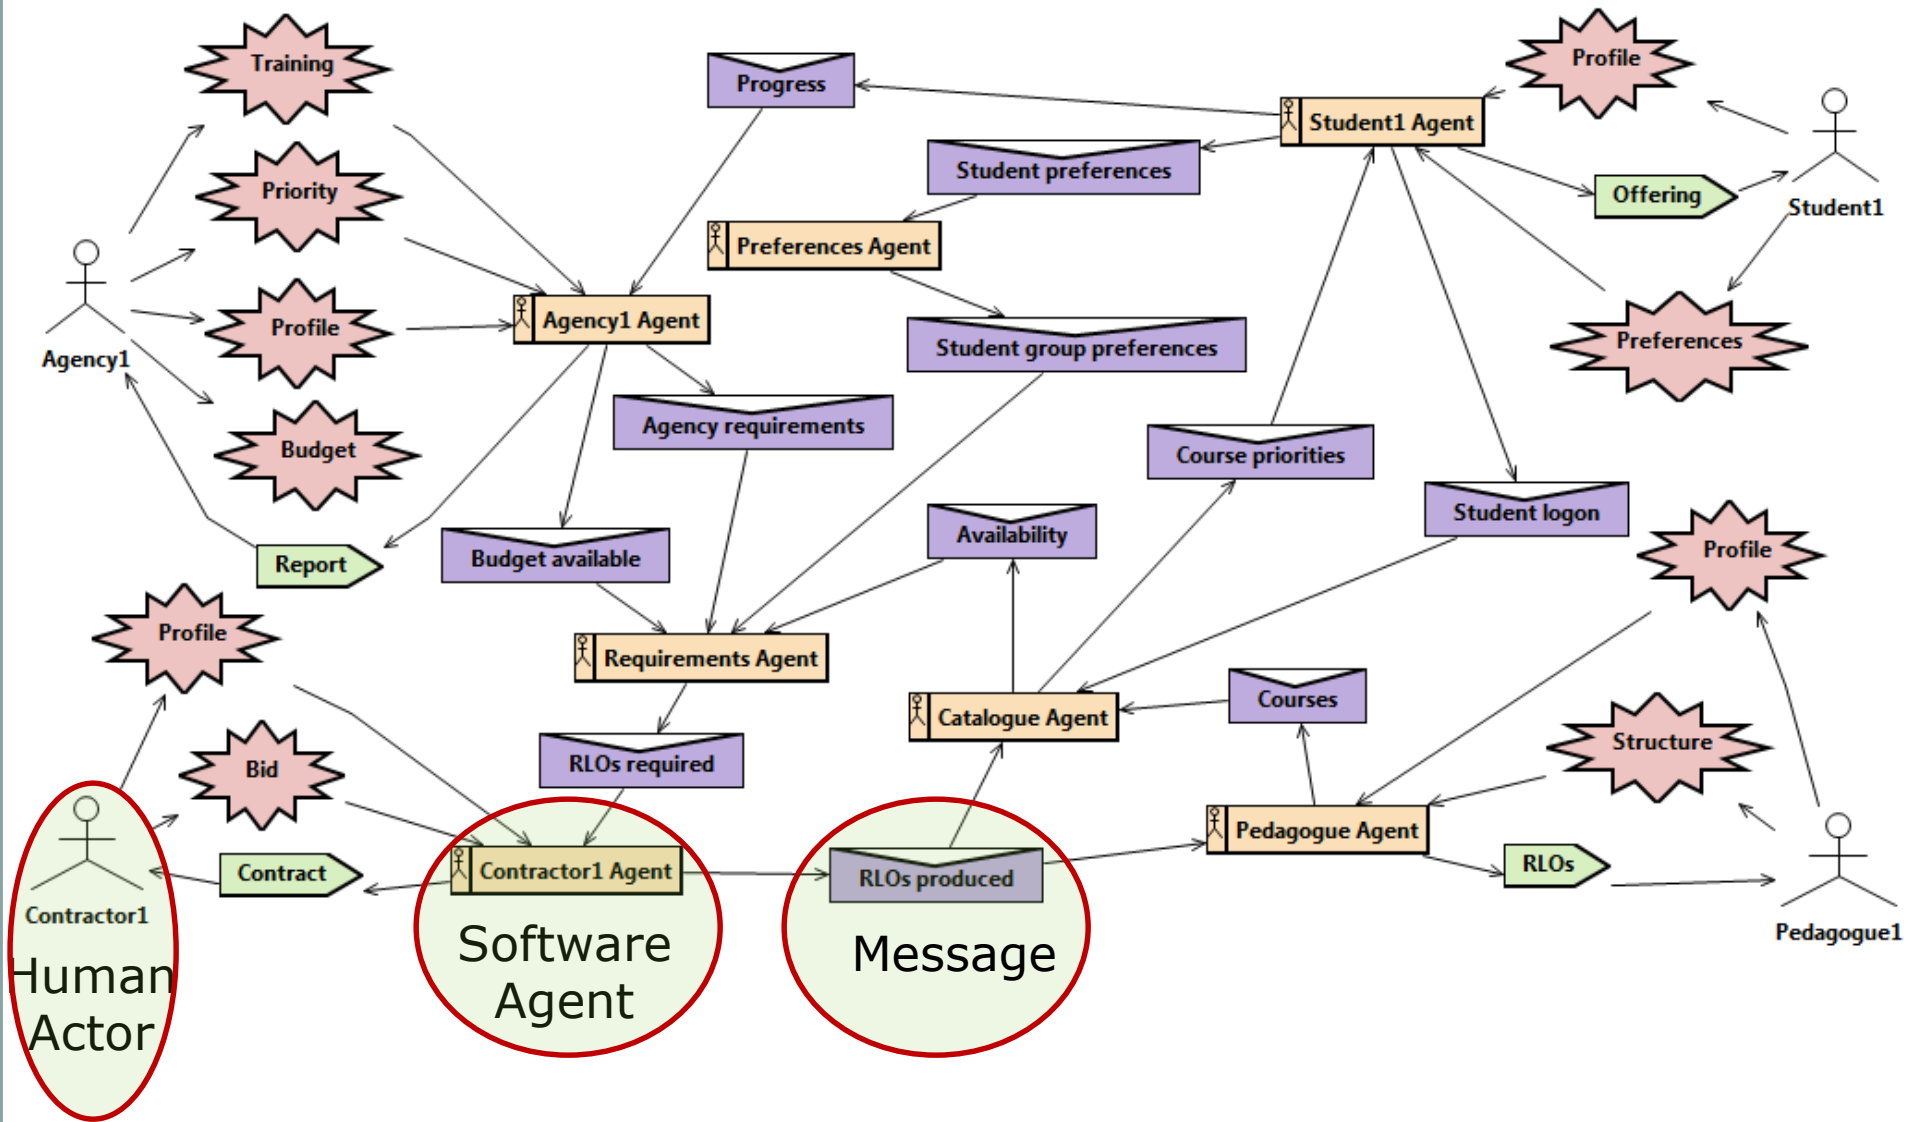 Training
Profile
Progress
Student1 Agent
Student preferences
Priority
Offering
Student1
Preferences Agent
Profile
Agency1 Agent
Agency1
Student group preferences
Preferences
Agency requirements
Budget
Course priorities
Student logon
Availability
Budget available
Report
Profile
Profile
Requirements Agent
Courses
Catalogue Agent
Structure
RLOs required
Bid
Pedagogue Agent
Contract
Contractor1 Agent
RLOs produced
RLOs
Contractor1
Pedagogue1
Human
Actor
Software
Agent
Message